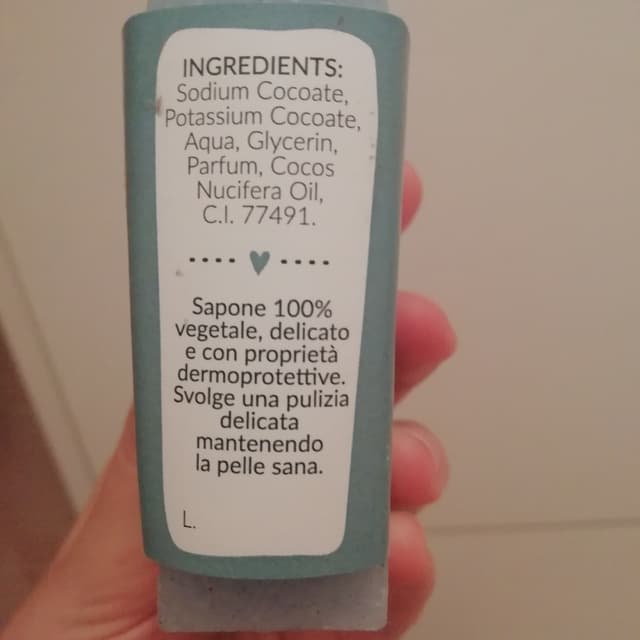 INGREDIENTS:
Sodium Cocoate,
Potassium Cocoate,
Aqua, Glycerin,
Parfum, Cocos
Nucifera Oil,
C.I. 77491.
Sapone 100%
vegetale, delicato
e con proprietà
dermoprotettive.
Svolge una pulizia
delicata
mantenendo
la pelle sana.
L.